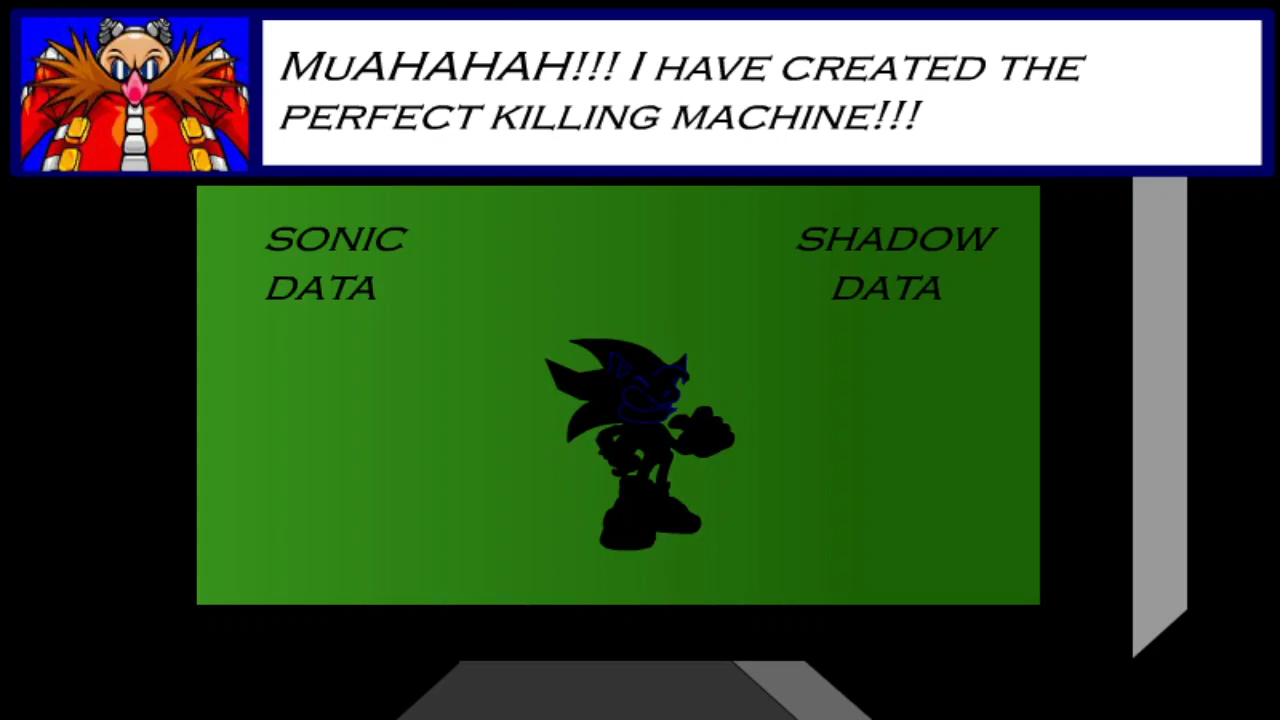 MuAHAHAH!!! I HAVE CREATED THE
PERFECT KILLING MACHINE!!!
SONIC
DATA
SHADOW
DATA